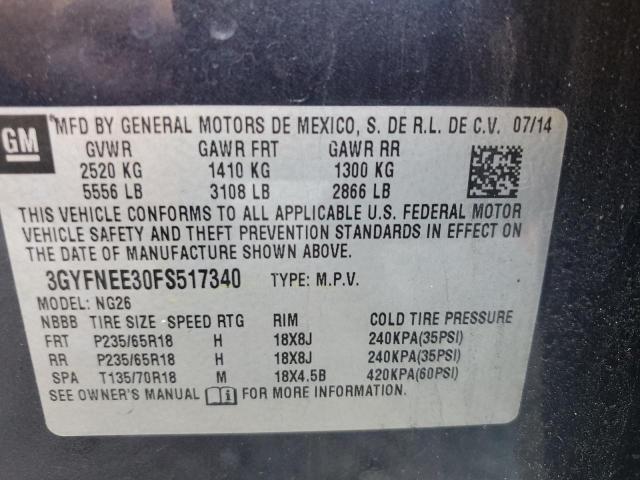 GM
MFD BY GENERAL MOTORS DE MEXICO, S. DE R.L. DE C.V. 07/14
GVWR GAWR FRT GAWR RR
2520 KG 1410 KG 1300 KG
5556 LB 3108 LB 2866 LB
THIS VEHICLE CONFORMS TO ALL APPLICABLE U.S. FEDERAL MOTOR
VEHICLE SAFETY AND THEFT PREVENTION STANDARDS IN EFFECT ON
THE DATE OF MANUFACTURE SHOWN ABOVE.
3GYFNEE30FS517340 TYPE: M.P.V.
MODEL: NG26
NBBB TIRE SIZE - SPEED RTG RIM COLD TIRE PRESSURE
FRT P235/65R18 H 18X8J 240KPA(35PSI)
RR P235/65R18 H 18X8J 240KPA(35PSI)
SPA T135/70R18 M 18X4.5B 420KPA(60PSI)
SEE OWNER'S MANUAL i FOR MORE INFORMATION.